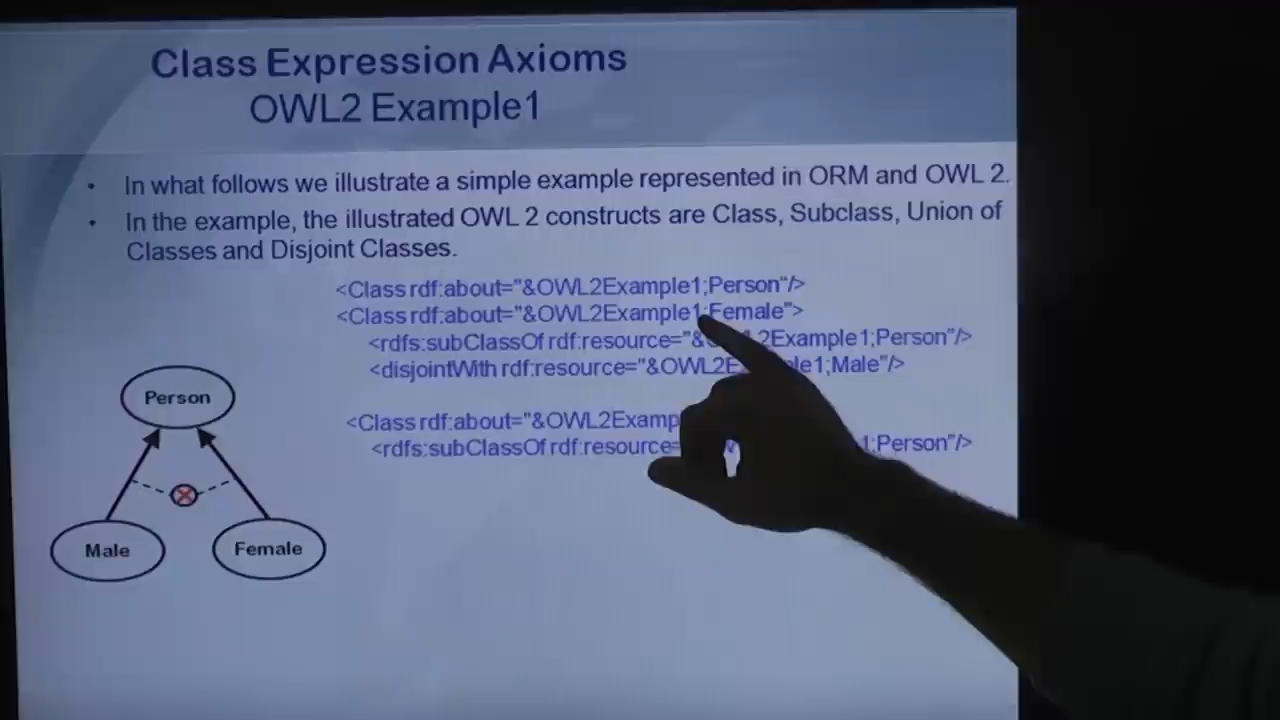 Class Expression Axioms
OWL2 Example1
• In what follows we illustrate a simple example represented in ORM and OWL 2.
• In the example, the illustrated OWL 2 constructs are Class, Subclass, Union of
Classes and Disjoint Classes.
<Class rdf:about="&OWL2Example1;Person"/>
<Class rdf:about="&OWL2Example1;Female">
<rdfs:subClassOf rdf:resource="& 2Example1;Person"/>
<disjointWith rdf:resource="&OWL2E le1;Male"/>
<Class rdf:about="&OWL2Examp
<rdfs:subClassOf rdf:resource= 1;Person"/>
Person
Male
Female